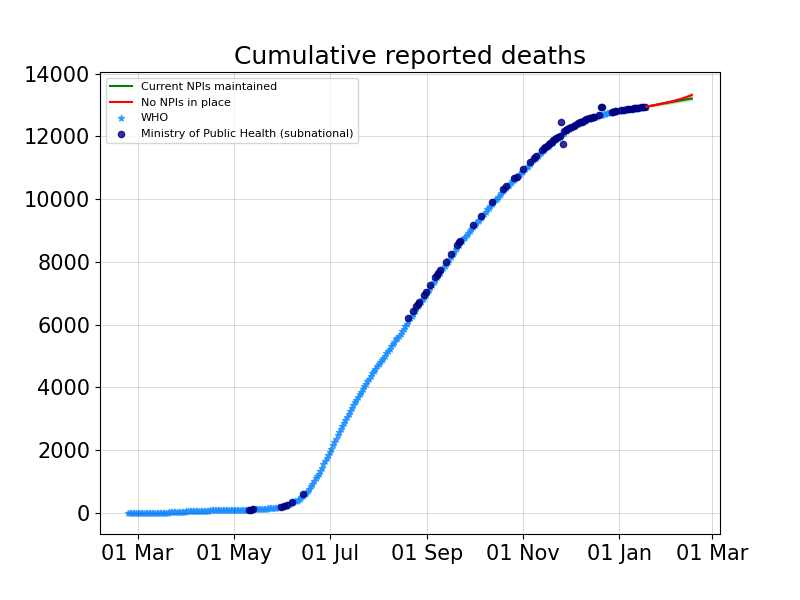 Cumulative reported deaths
14000
12000
10000
8000
6000
4000
2000
0
Current NPIs maintained
No NPIs in place
WHO
Ministry of Public Health (subnational)
01 Mar 01 May 01 Jul 01 Sep 01 Nov 01 Jan 01 Mar